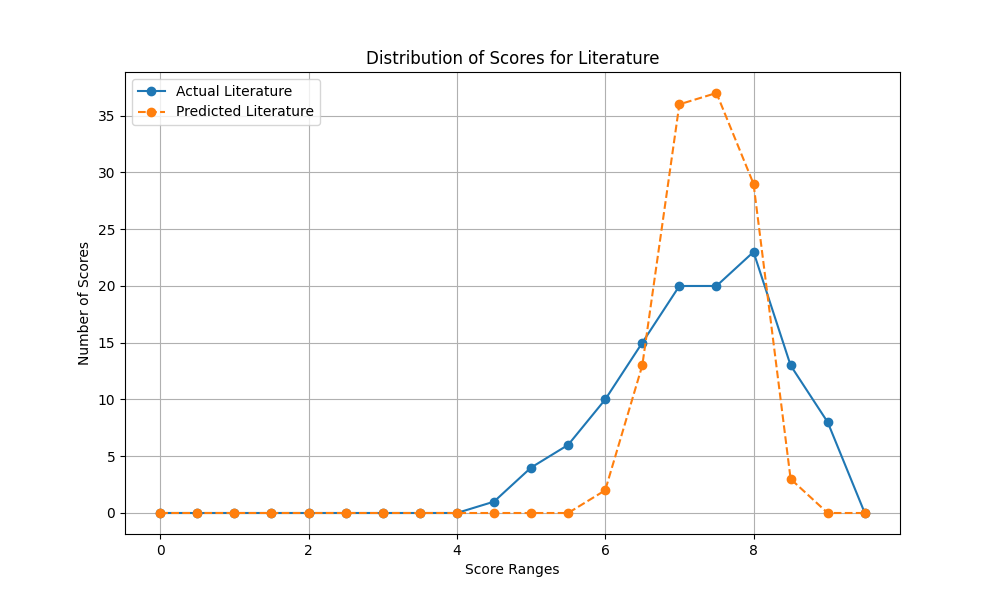 Distribution of Scores for Literature
Actual Literature
Predicted Literature
Number of Scores
35
30
25
20
15
10
5
0
0 2 4 6 8
Score Ranges